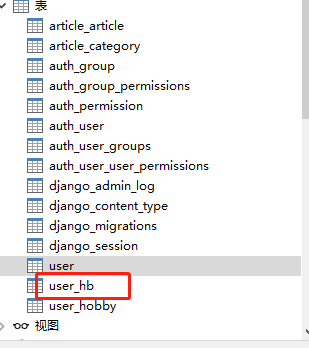 表
article_article
article_category
auth_group
auth_group_permissions
auth_permission
auth_user
auth_user_groups
auth_user_user_permissions
django_admin_log
django_content_type
django_migrations
django_session
user
user_hb
user_hobby
视图